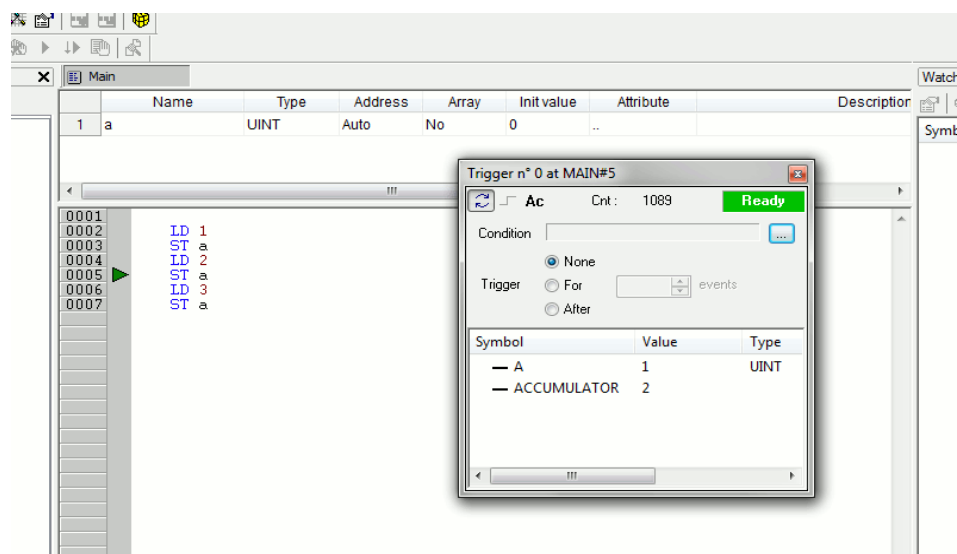 Main
Watch
Name Type Address Array Init value Attribute Description
1 a UINT Auto No 0 ..
Symb
Trigger n° 0 at MAIN#5
Ac Cnt : 1089 Ready
Condition ...
None
Trigger For events
After
Symbol Value Type
A 1 UINT
ACCUMULATOR 2
0001
0002 LD 1
0003 ST a
0004 LD 2
0005 ST a
0006 LD 3
0007 ST a